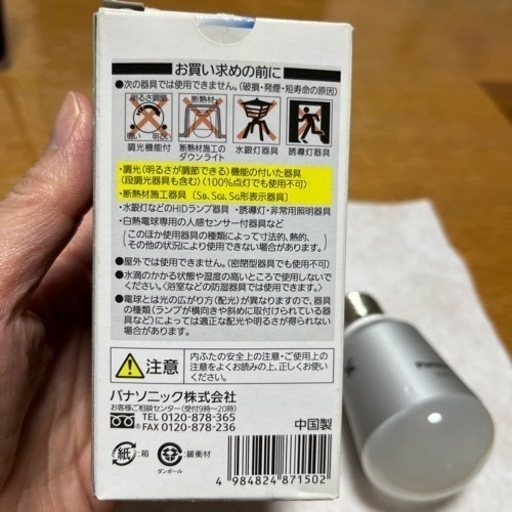 お買い求めの前に
●次の器具では使用できません。(破損・発煙・短寿命の原因)
明るさ調節
暗い 明るい
断熱材
調光機能付
断熱材施工の
ダウンライト
水銀灯器具
誘導灯器具
・調光(明るさが調節できる)機能の付いた器具
(段調光器具も含む)(100%点灯でも使用不可)
・断熱材施工器具〔SB、SGI、SG形表示器具〕
・水銀灯などのHIDランプ器具 ・誘導灯・非常用照明器具
・白熱電球専用の人感センサー付器具など
(このほか使用器具の種類によって寸法的、熱的、
その他の状況により使用できない場合があります。)
●屋外では使用できません。(密閉型器具でも使用不可)
●水滴のかかる状態や湿度の高いところで使用しないで
ください。(浴室などの防湿器具では使用できません)
●電球とは光の広がり方(配光)が異なりますので、器具
の種類(ランプが横向きや斜めに取付けられている器
具など)によっては適正な配光や明るさが得られない
場合があります。
注意
内ふたの安全上の注意・ご使用上の
注意をよくお読みの上、正しくお使い
ください。
パナソニック株式会社
お客様ご相談センター(受付9時〜20時)
TEL 0120-878-365
FAX 0120-878-236
中国製
紙 :箱
:緩衝材
ダンボール
4 984824 871502